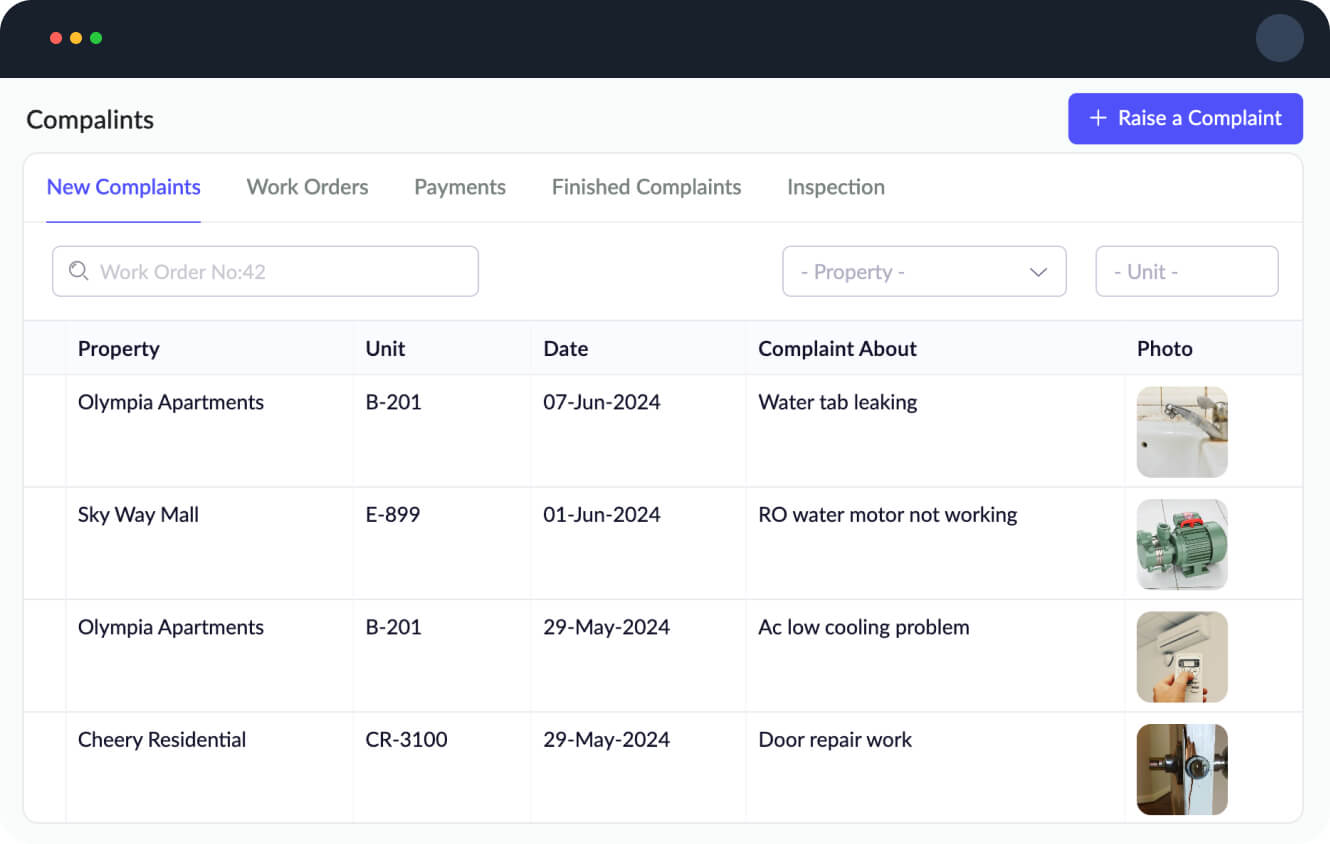 Compalints
+ Raise a Complaint
New Complaints Work Orders Payments Finished Complaints Inspection
Work Order No:42 - Property - - Unit -
Property Unit Date Complaint About Photo
Olympia Apartments B-201 07-Jun-2024 Water tab leaking
Sky Way Mall E-899 01-Jun-2024 RO water motor not working
Olympia Apartments B-201 29-May-2024 Ac low cooling problem
Cheery Residential CR-3100 29-May-2024 Door repair work